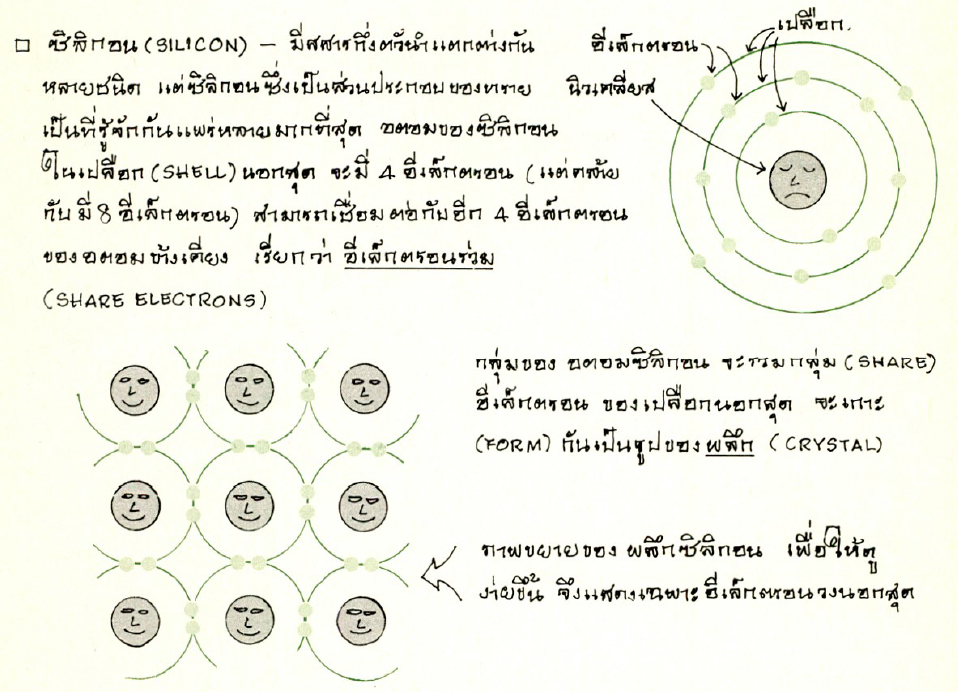 เปลือก.
□ ซิลิกอน (SILICON) – มีสสารกึ่งตัวนำแตกต่างกัน
อีเล็กตรอน
หลายชนิด แต่ซิลิกอนซึ่งเป็นส่วนประกอบของทราย
นิวเคลียส
เป็นที่รู้จักกันแพร่หลายมากที่สุด อตอมของซิลิกอน
ในเปลือก (SHELL) นอกสุด จะมี 4 อีเล็กตรอน (แต่คล้าย
กับมี 8 อีเล็กตรอน) สามารถเชื่อมต่อกับอีก 4 อีเล็กตรอน
ของอตอมข้างเคียง เรียกว่า อีเล็กตรอนร่วม
(SHARE ELECTRONS)
กลุ่มของ อตอมซิลิกอน จะรวมกลุ่ม (SHARE)
อีเล็กตรอน ของเปลือกนอกสุด จะเกาะ
(FORM) กันเป็นรูปของผลึก (CRYSTAL)
ภาพขยายของ ผลึกซิลิกอน เพื่อให้ดู
ง่ายขึ้น จึงแสดงเฉพาะอีเล็กตรอนวงนอกสุด